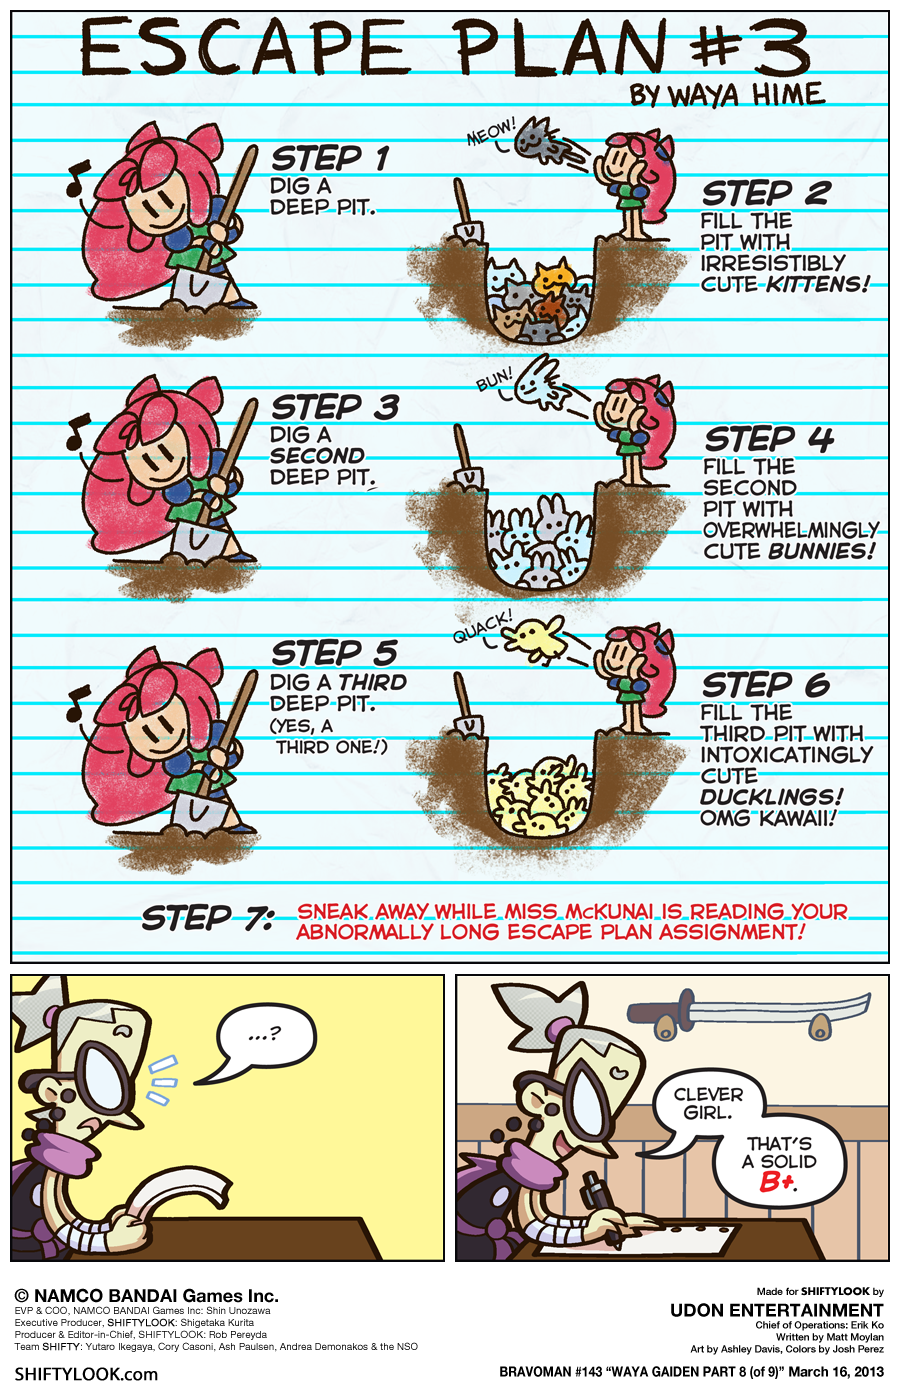 ESCAPE PLAN #3
BY WAYA HIME
STEP 1
DIG A
DEEP PIT.
MEOW!
STEP 2
FILL THE
PIT WITH
IRRESISTIBLY
CUTE KITTENS!
STEP 3
DIG A
SECOND
DEEP PIT.
BUN!
STEP 4
FILL THE
SECOND
PIT WITH
OVERWHELMINGLY
CUTE BUNNIES!
STEP 5
DIG A THIRD
DEEP PIT.
(YES, A
THIRD ONE!)
QUACK!
STEP 6
FILL THE
THIRD PIT WITH
INTOXICATINGLY
CUTE
DUCKLINGS!
OMG KAWAII!
STEP 7:
SNEAK AWAY WHILE MISS McKUNAI IS READING YOUR
ABNORMALLY LONG ESCAPE PLAN ASSIGNMENT!
...?
CLEVER
GIRL.
THAT'S
A SOLID
B+.
© NAMCO BANDAI Games Inc.
EVP & COO, NAMCO BANDAI Games Inc: Shin Unozawa
Executive Producer, SHIFTYLOOK: Shigetaka Kurita
Producer & Editor-in-Chief, SHIFTYLOOK: Rob Pereyda
Team SHIFTY: Yutaro Ikegaya, Cory Casoni, Ash Paulsen, Andrea Demonakos & the NSO
SHIFTYLOOK.com
Made for SHIFTYLOOK by
UDON ENTERTAINMENT
Chief of Operations: Erik Ko
Written by Matt Moylan
Art by Ashley Davis, Colors by Josh Perez
BRAVOMAN #143 “WAYA GAIDEN PART 8 (of 9)” March 16, 2013